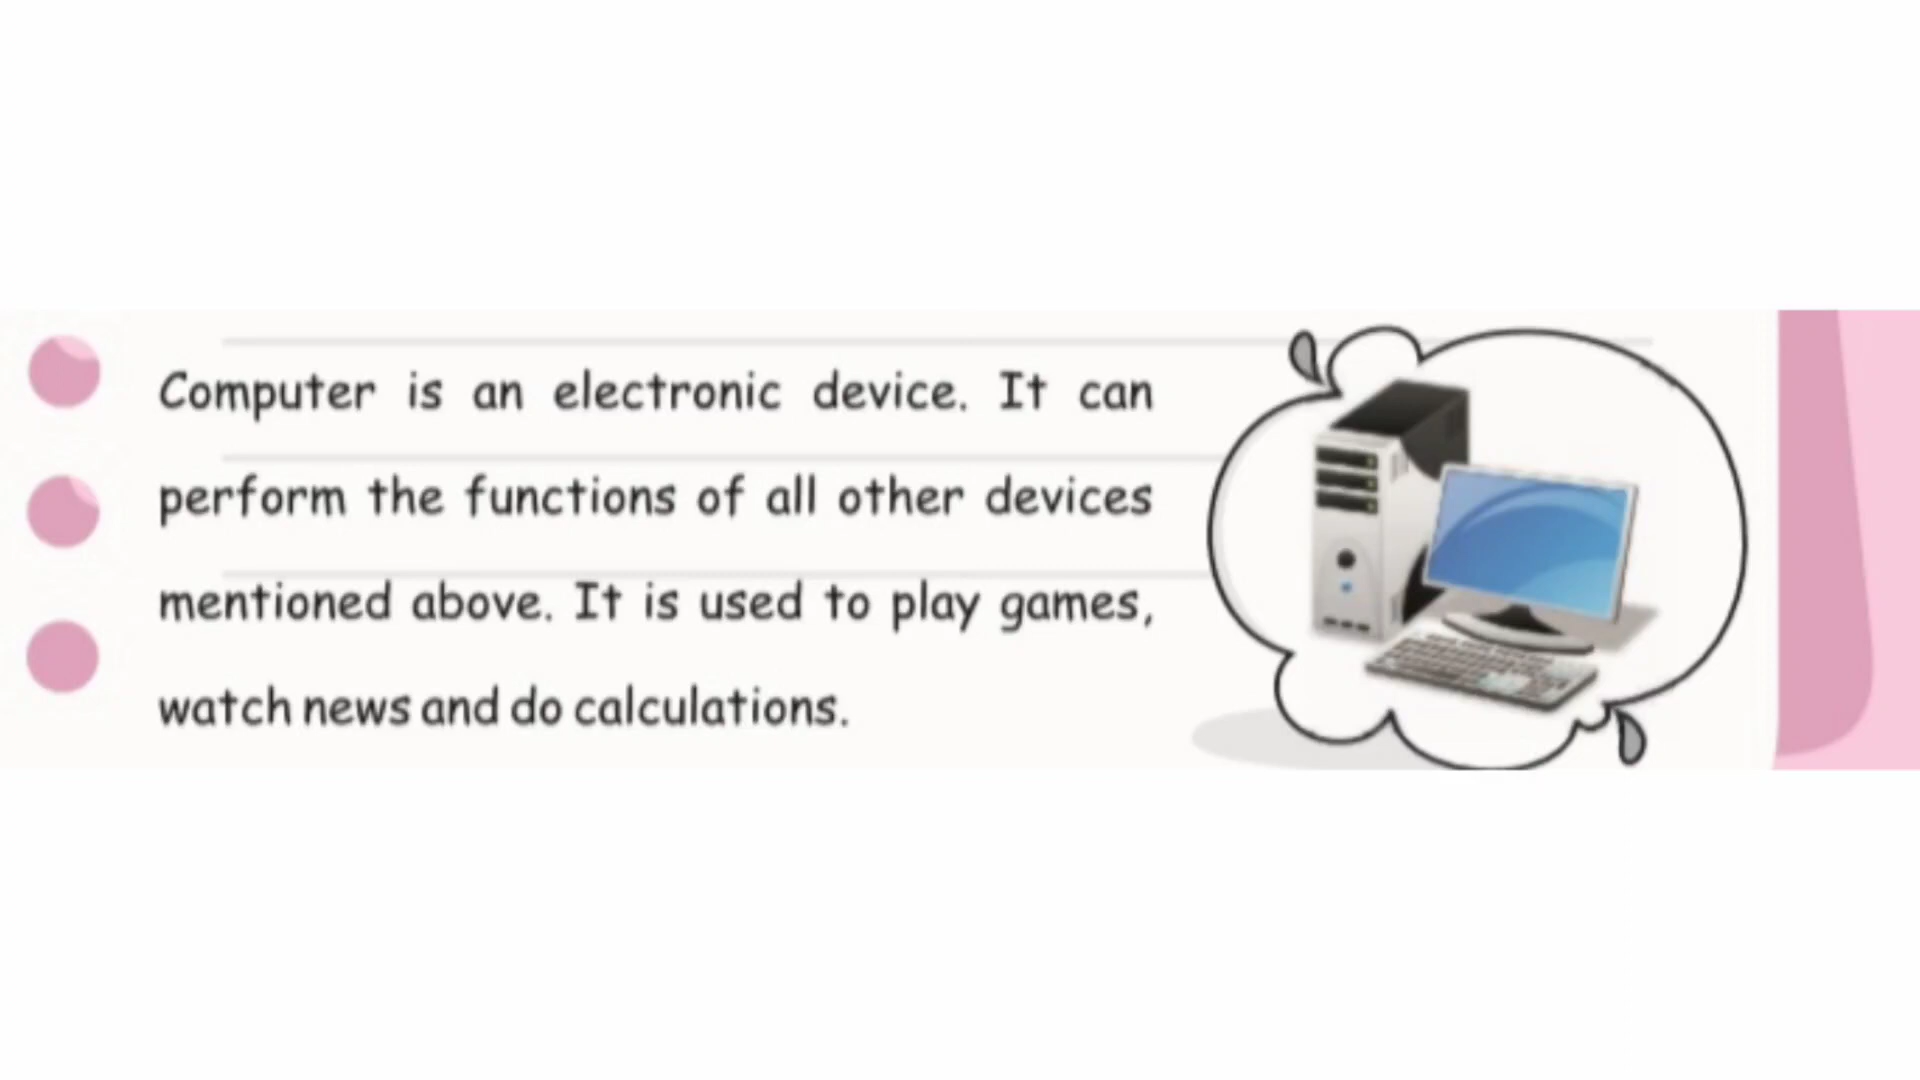 Computer is an electronic device. It can
perform the functions of all other devices
mentioned above. It is used to play games,
watch news and do calculations.